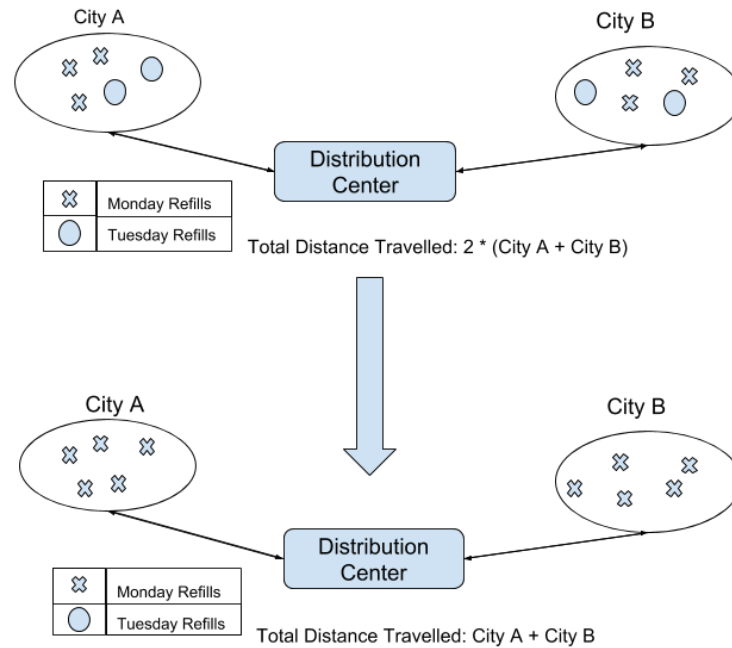 City A
City B
Distribution
Center
Monday Refills
Tuesday Refills
Total Distance Travelled: 2 * (City A + City B)
City A
City B
Distribution
Center
Monday Refills
Tuesday Refills
Total Distance Travelled: City A + City B